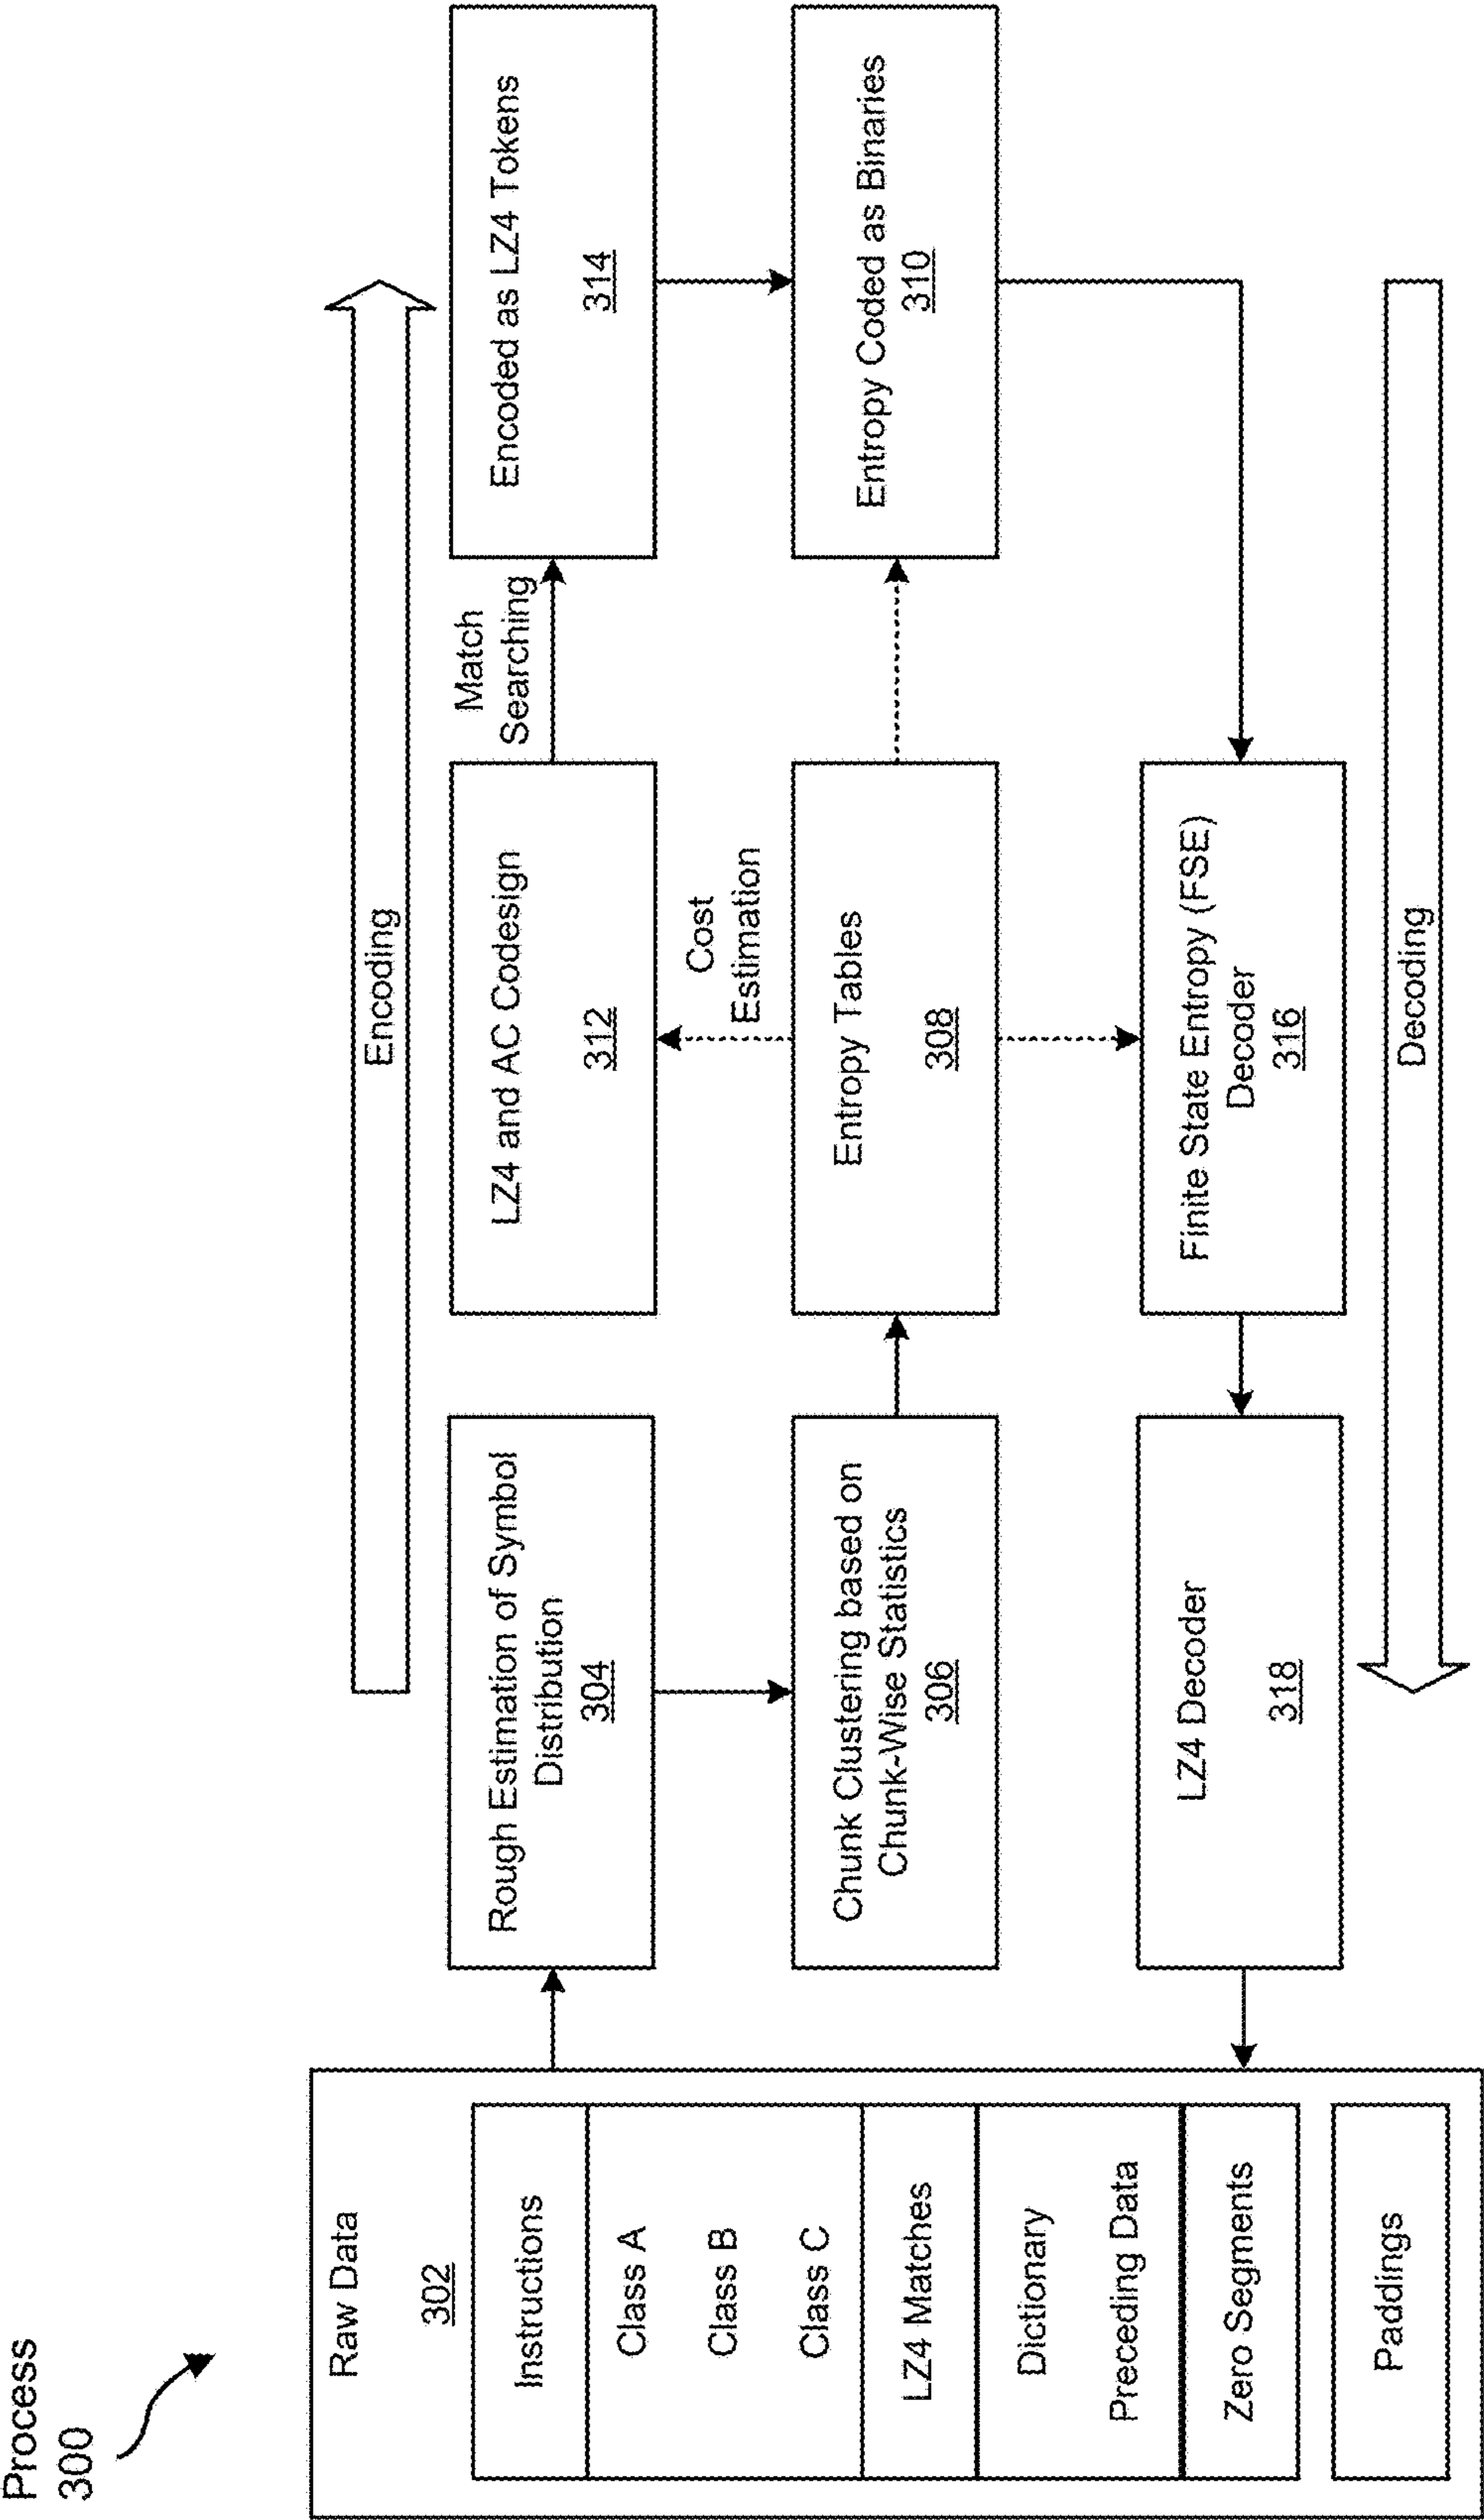 Process
300
Raw Data
302
Instructions
Class A
Class B
Class C
LZ4 Matches
Dictionary
Preceding Data
Zero Segments
Paddings
Encoding
Rough Estimation of Symbol
Distribution
304
LZ4 and AC Codesign
312
Match
Searching
Encoded as LZ4 Tokens
314
Cost
Estimation
Chunk Clustering based on
Chunk-Wise Statistics
306
Entropy Tables
308
Entropy Coded as Binaries
310
LZ4 Decoder
318
Finite State Entropy (FSE)
Decoder
316
Decoding